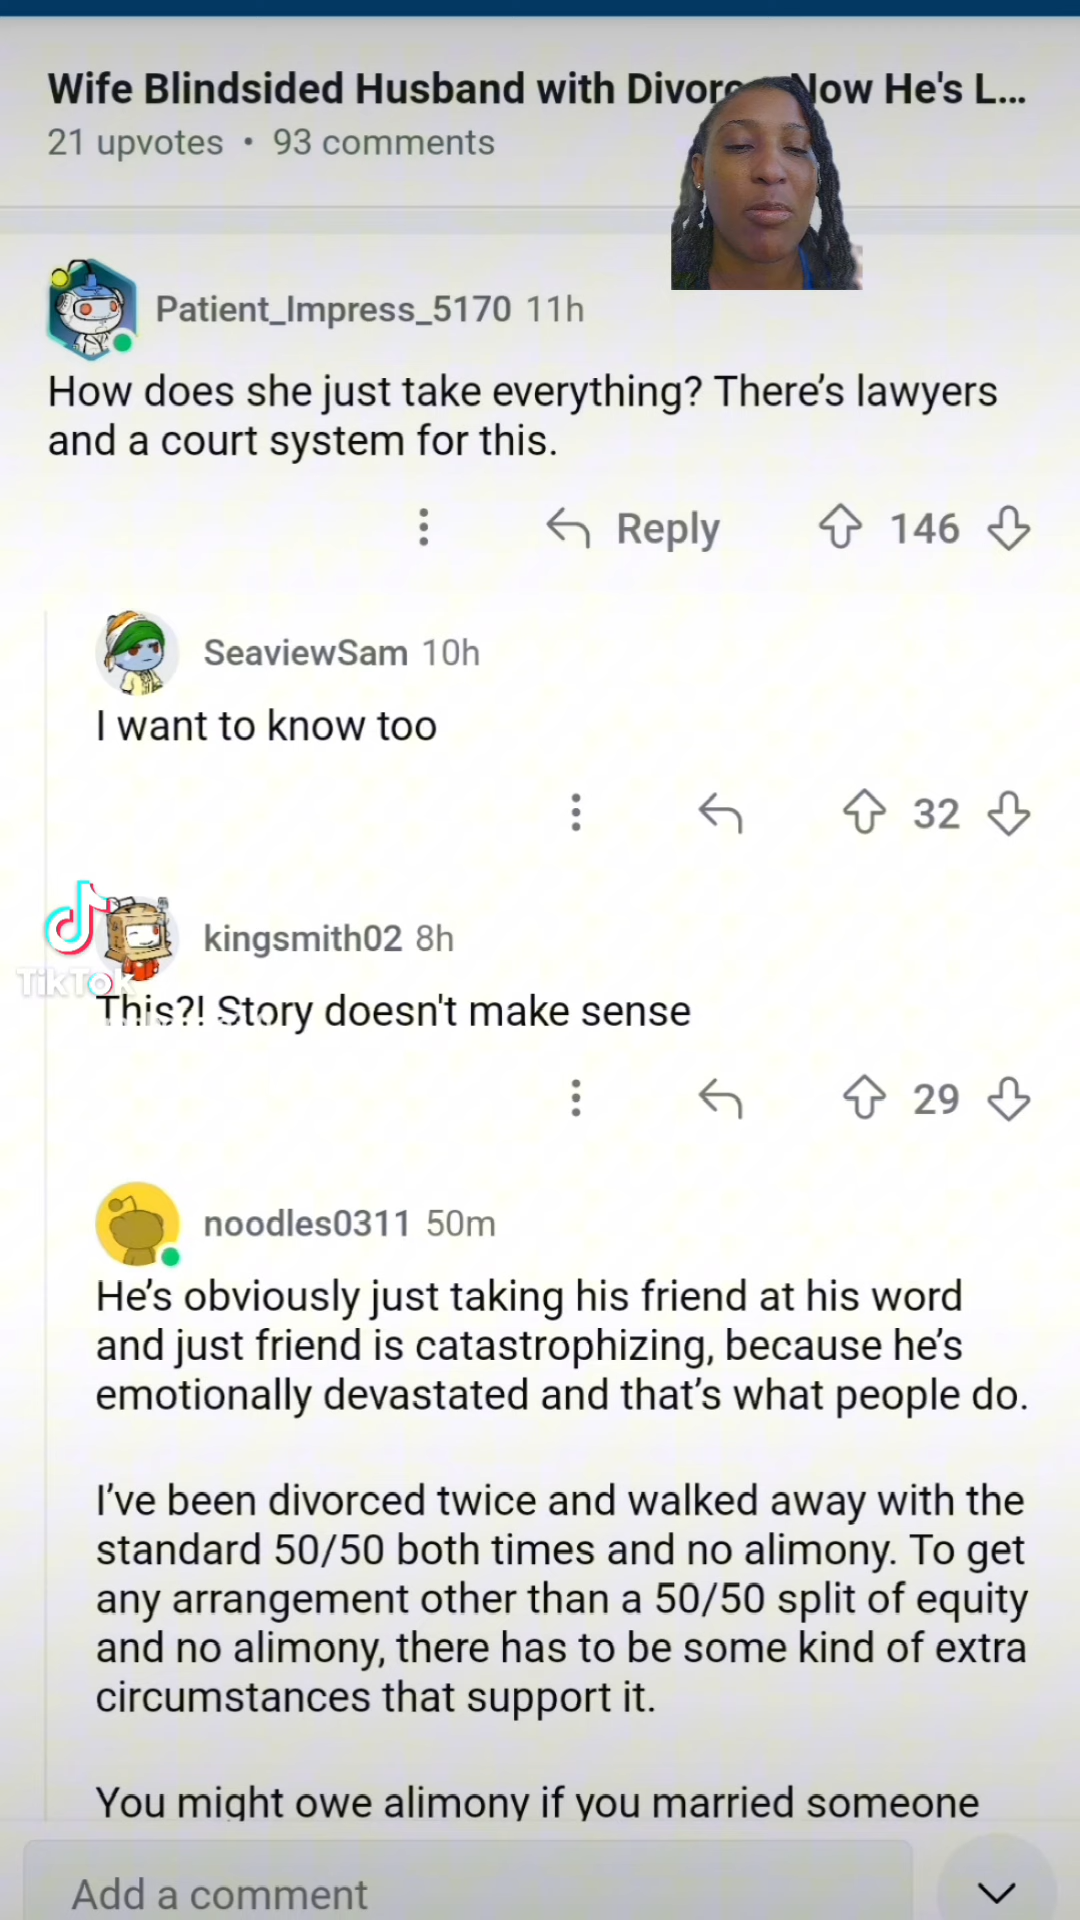 Wife Blindsided Husband with Divorc Now He's L...
21 upvotes • 93 comments
Patient_Impress_5170 11h
How does she just take everything? There's lawyers
and a court system for this.
Reply 146
SeaviewSam 10h
I want to know too
32
kingsmith02 8h
TikTok
This?! Story doesn't make sense
29
noodles0311 50m
He's obviously just taking his friend at his word
and just friend is catastrophizing, because he's
emotionally devastated and that's what people do.
I've been divorced twice and walked away with the
standard 50/50 both times and no alimony. To get
any arrangement other than a 50/50 split of equity
and no alimony, there has to be some kind of extra
circumstances that support it.
You might owe alimony if you married someone
Add a comment